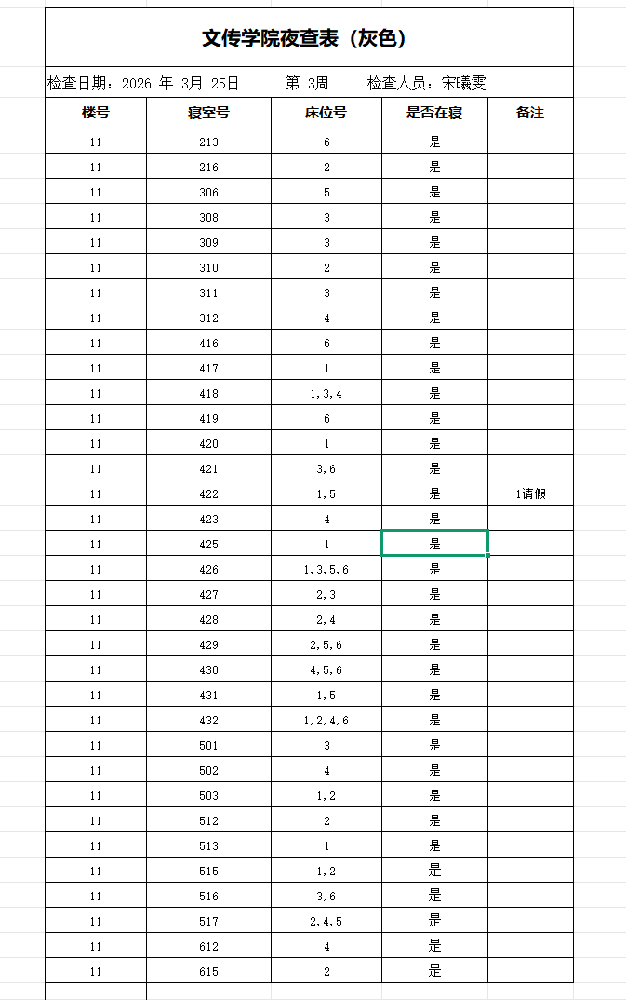 文传学院夜查表（灰色）
检查日期：2026 年 3月 25日 第 3周 检查人员：宋曦雯
楼号 寝室号 床位号 是否在寝 备注
11 213 6 是
11 216 2 是
11 306 5 是
11 308 3 是
11 309 3 是
11 310 2 是
11 311 3 是
11 312 4 是
11 416 6 是
11 417 1 是
11 418 1,3,4 是
11 419 6 是
11 420 1 是
11 421 3,6 是
11 422 1,5 是 1请假
11 423 4 是
11 425 1 是
11 426 1,3,5,6 是
11 427 2,3 是
11 428 2,4 是
11 429 2,5,6 是
11 430 4,5,6 是
11 431 1,5 是
11 432 1,2,4,6 是
11 501 3 是
11 502 4 是
11 503 1,2 是
11 512 2 是
11 513 1 是
11 515 1,2 是
11 516 3,6 是
11 517 2,4,5 是
11 612 4 是
11 615 2 是